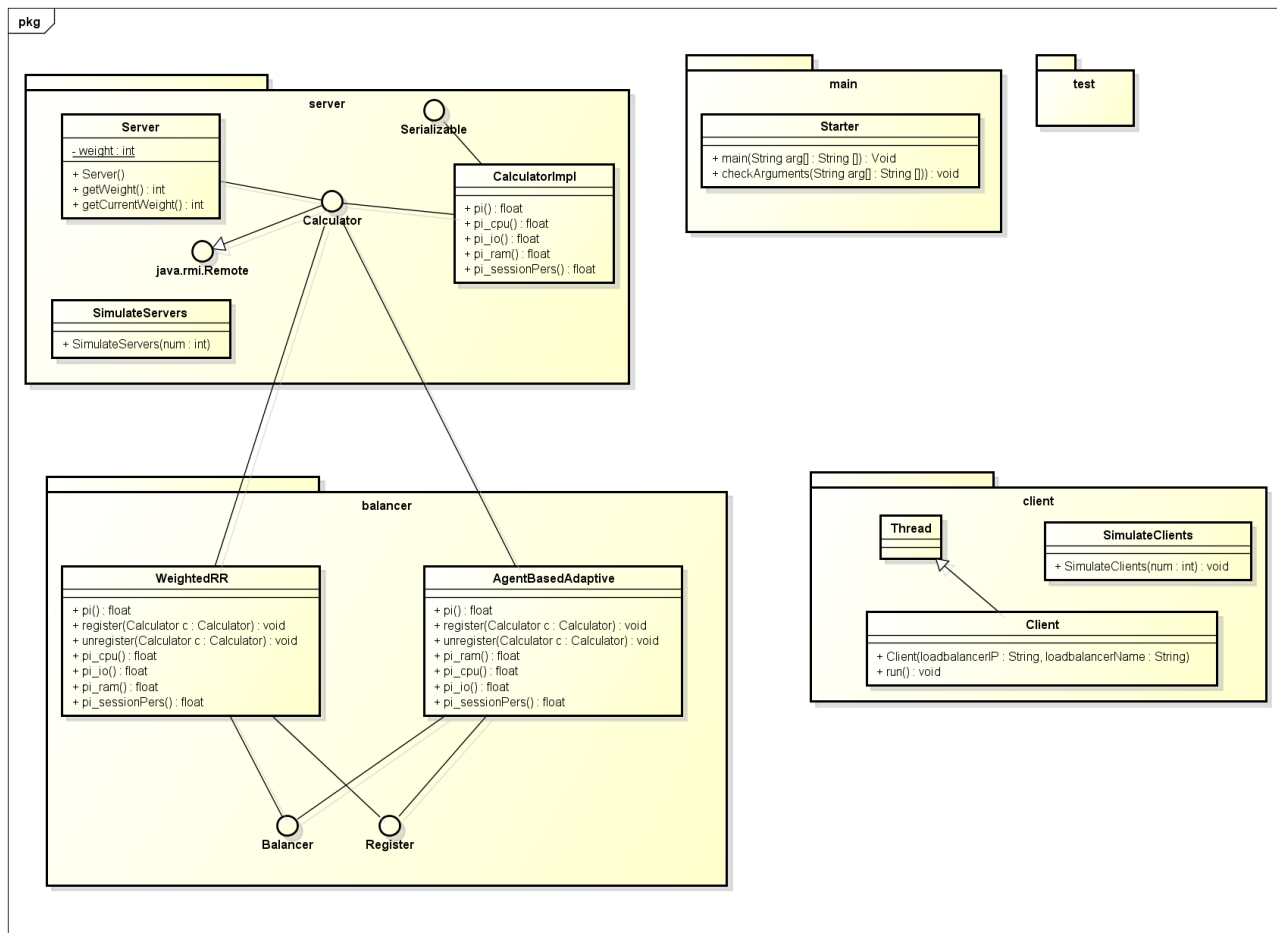 pkg
server
Server
- weight : int
+ Server()
+ getWeight() : int
+ getCurrentWeight() : int
Serializable
CalculatorImpl
+ pi() : float
+ pi_cpu() : float
+ pi_io() : float
+ pi_ram() : float
+ pi_sessionPers() : float
Calculator
java.rmi.Remote
SimulateServers
+ SimulateServers(num : int)
main
Starter
+ main(String arg[] : String []) : Void
+ checkArguments(String arg[] : String [])) : void
test
balancer
WeightedRR
+ pi() : float
+ register(Calculator c : Calculator) : void
+ unregister(Calculator c : Calculator) : void
+ pi_cpu() : float
+ pi_io() : float
+ pi_ram() : float
+ pi_sessionPers() : float
AgentBasedAdaptive
+ pi() : float
+ register(Calculator c : Calculator) : void
+ unregister(Calculator c : Calculator) : void
+ pi_ram() : float
+ pi_cpu() : float
+ pi_io() : float
+ pi_sessionPers() : float
Balancer
Register
client
Thread
SimulateClients
+ SimulateClients(num : int) : void
Client
+ Client(loadbalancerIP : String, loadbalancerName : String)
+ run() : void